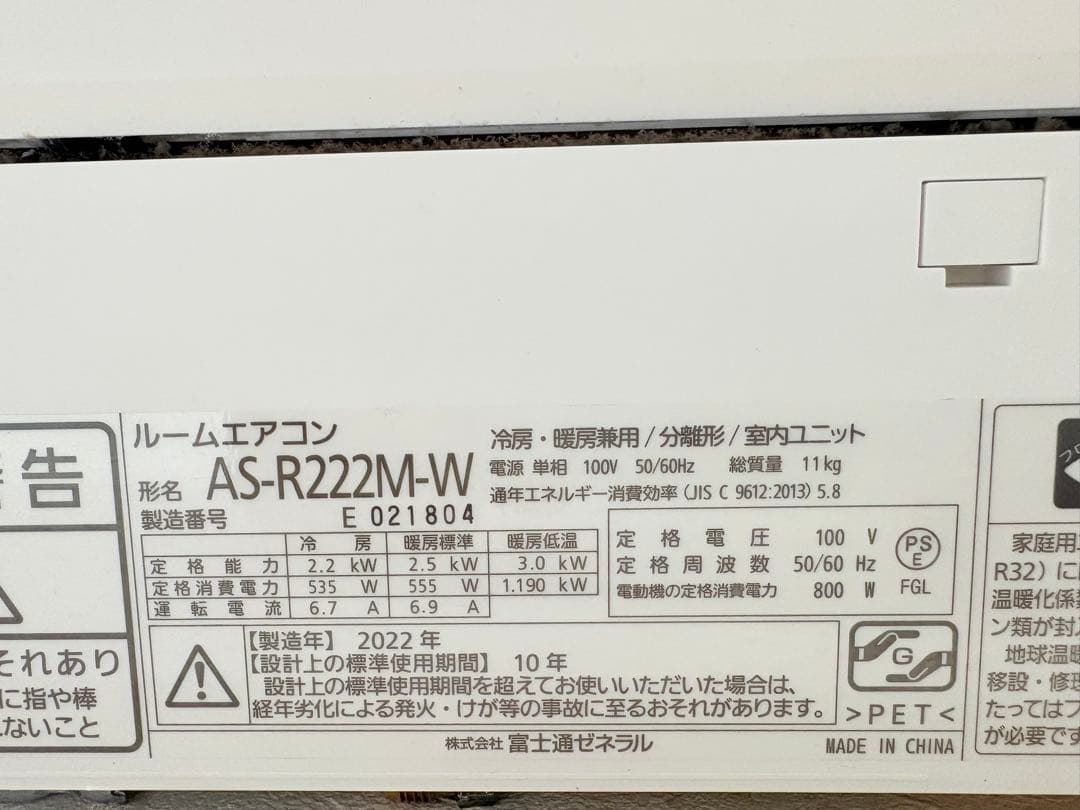 警告
それあり
に指や棒
ないこと
ルームエアコン
形名 AS-R222M-W
製造番号 E 021804
冷房・暖房兼用/分離形/室内ユニット
電源 単相 100V 50/60Hz 総質量 11kg
通年エネルギー消費効率(JIS C 9612:2013) 5.8
冷房 暖房標準 暖房低温
定格能力 2.2 kW 2.5 kW 3.0 kW
定格消費電力 535 W 555 W 1.190 kW
運転電流 6.7 A 6.9 A
定格電圧 100 V
定格周波数 50/60 Hz
電動機の定格消費電力 800 W
PS
E
FGL
【製造年】 2022 年
【設計上の標準使用期間】 10 年
設計上の標準使用期間を超えてお使いいただいた場合は、
経年劣化による発火・けが等の事故に至るおそれがあります。
G
>PET<
株式会社 富士通ゼネラル
MADE IN CHINA
家庭用
R32)に
温暖化係
ン類が封
地球温暖
移設・修
たってはフ
が必要です